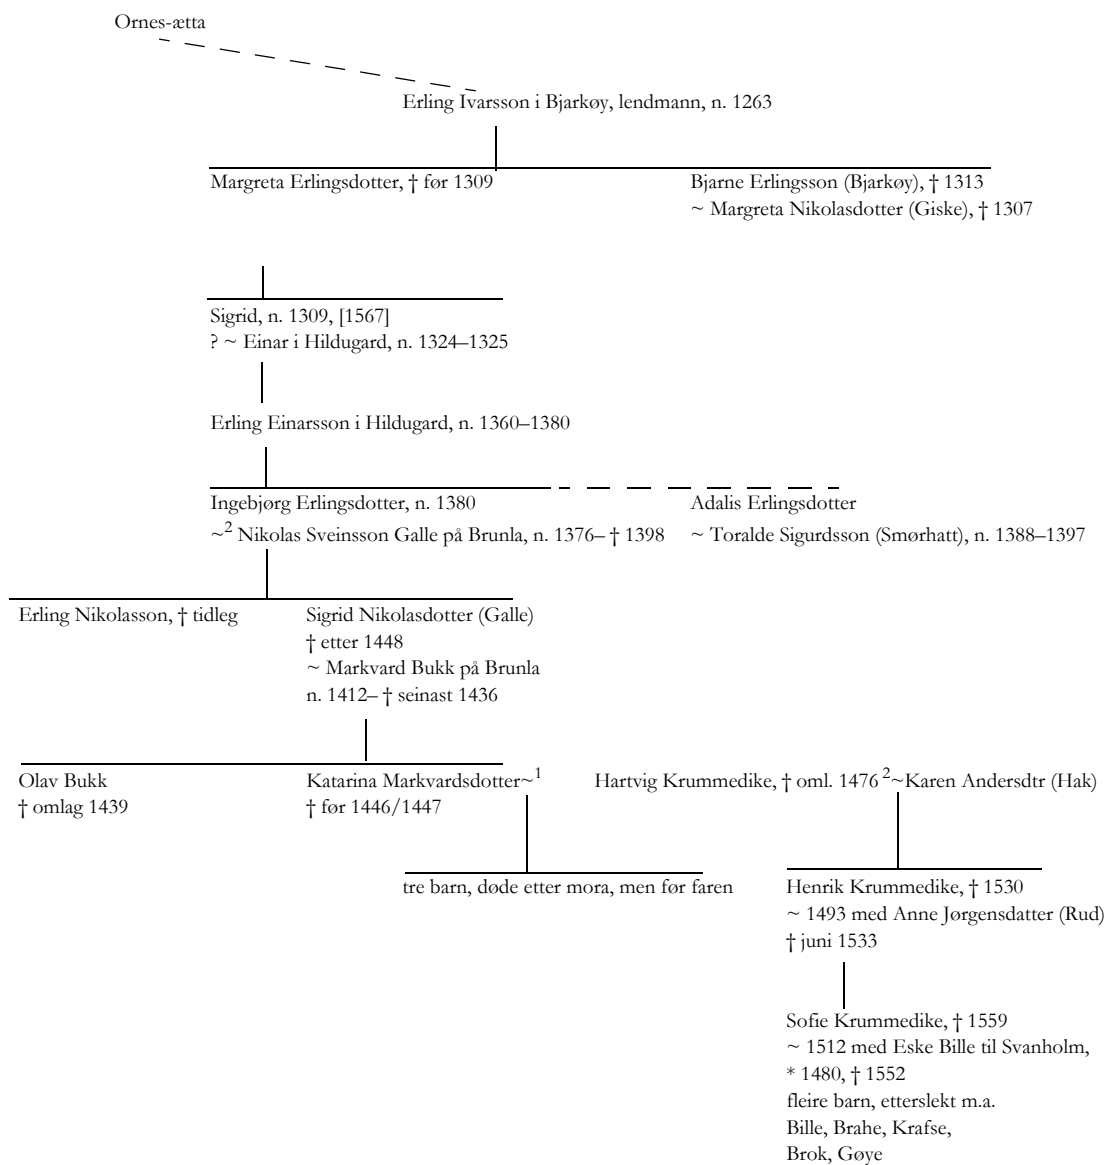 Ornes-ætta
Erling Ivarsson i Bjarkøy, lendmann, n. 1263
Margreta Erlingsdotter, † før 1309
Bjarne Erlingsson (Bjarkøy), † 1313
~ Margreta Nikolasdotter (Giske), † 1307
Sigrid, n. 1309, [1567]
? ~ Einar i Hildugard, n. 1324–1325
Erling Einarsson i Hildugard, n. 1360–1380
Ingebjørg Erlingsdotter, n. 1380
~² Nikolas Sveinsson Galle på Brunla, n. 1376– † 1398
Adalis Erlingsdotter
~ Toralde Sigurdsson (Smørhatt), n. 1388–1397
Erling Nikolasson, † tidleg
Sigrid Nikolasdotter (Galle)
† etter 1448
~ Markvard Bukk på Brunla
n. 1412– † seinast 1436
Olav Bukk
† omlag 1439
Katarina Markvardsdotter~¹
† før 1446/1447
Hartvig Krummedike, † oml. 1476 ²~Karen Andersdtr (Hak)
tre barn, døde etter mora, men før faren
Henrik Krummedike, † 1530
~ 1493 med Anne Jørgensdatter (Rud)
† juni 1533
Sofie Krummedike, † 1559
~ 1512 med Eske Bille til Svanholm,
* 1480, † 1552
fleire barn, etterslekt m.a.
Bille, Brahe, Krafse,
Brok, Gøye